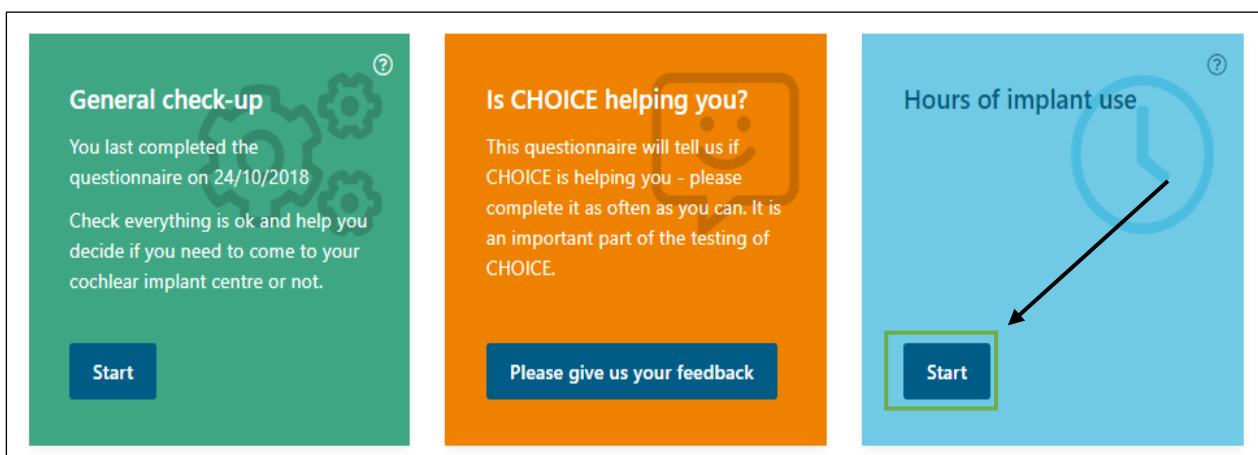 General check-up
You last completed the
questionnaire on 24/10/2018
Check everything is ok and help you
decide if you need to come to your
cochlear implant centre or not.
Start
Is CHOICE helping you?
This questionnaire will tell us if
CHOICE is helping you - please
complete it as often as you can. It is
an important part of the testing of
CHOICE.
Please give us your feedback
Hours of implant use
Start